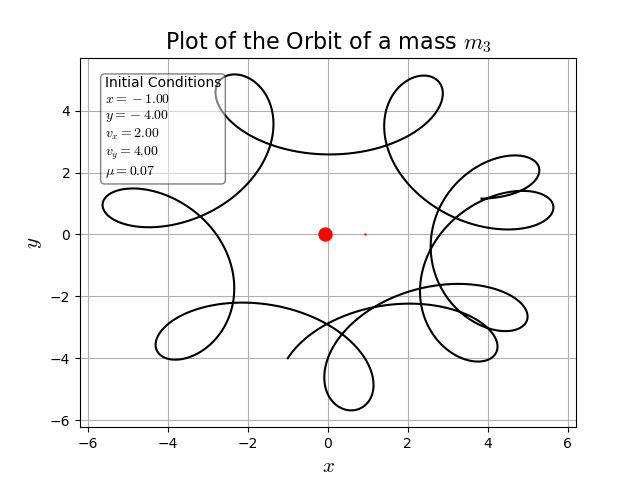 Plot of the Orbit of a mass m₃
Initial Conditions
x = −1.00
y = −4.00
vₓ = 2.00
v_y = 4.00
μ = 0.07
4
2
0
−2
−4
−6
y
−6 −4 −2 0 2 4 6
x